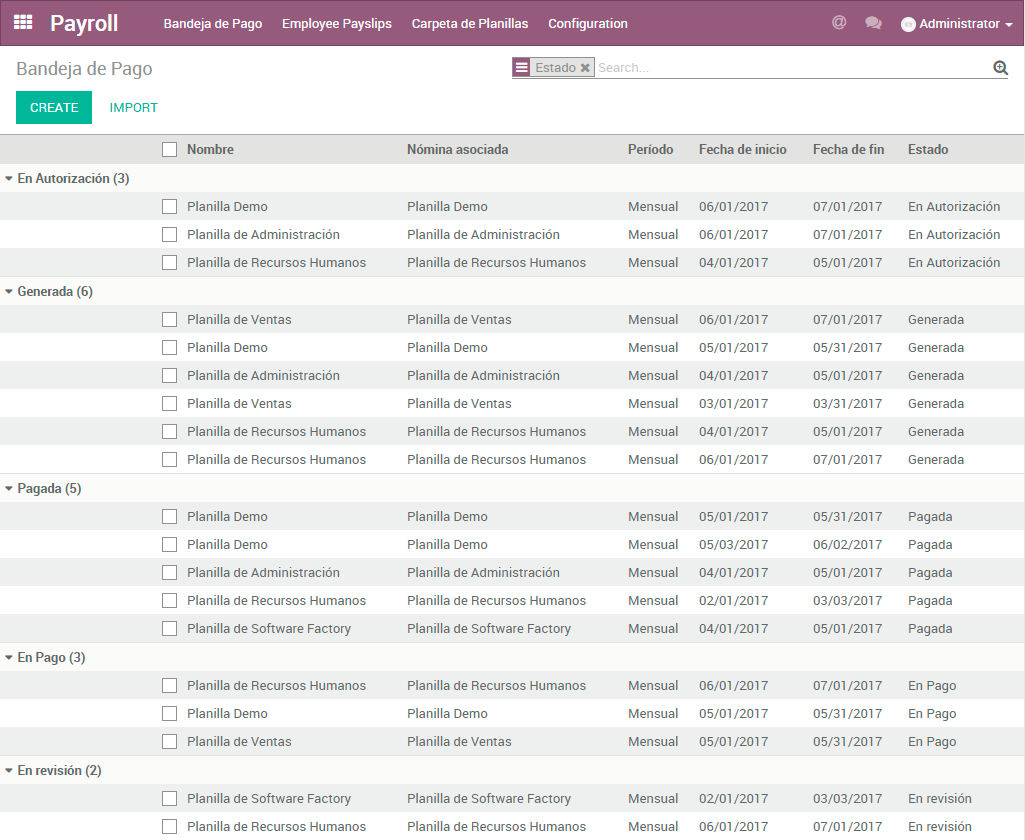 Payroll Bandeja de Pago Employee Payslips Carpeta de Planillas Configuration @ Administrator
Bandeja de Pago Estado Search...
CREATE IMPORT
Nombre Nómina asociada Período Fecha de inicio Fecha de fin Estado
En Autorización (3)
Planilla Demo Planilla Demo Mensual 06/01/2017 07/01/2017 En Autorización
Planilla de Administración Planilla de Administración Mensual 06/01/2017 07/01/2017 En Autorización
Planilla de Recursos Humanos Planilla de Recursos Humanos Mensual 04/01/2017 05/01/2017 En Autorización
Generada (6)
Planilla de Ventas Planilla de Ventas Mensual 06/01/2017 07/01/2017 Generada
Planilla Demo Planilla Demo Mensual 05/01/2017 05/31/2017 Generada
Planilla de Administración Planilla de Administración Mensual 04/01/2017 05/01/2017 Generada
Planilla de Ventas Planilla de Ventas Mensual 03/01/2017 03/31/2017 Generada
Planilla de Recursos Humanos Planilla de Recursos Humanos Mensual 04/01/2017 05/01/2017 Generada
Planilla de Recursos Humanos Planilla de Recursos Humanos Mensual 06/01/2017 07/01/2017 Generada
Pagada (5)
Planilla Demo Planilla Demo Mensual 05/01/2017 05/31/2017 Pagada
Planilla Demo Planilla Demo Mensual 05/03/2017 06/02/2017 Pagada
Planilla de Administración Planilla de Administración Mensual 04/01/2017 05/01/2017 Pagada
Planilla de Recursos Humanos Planilla de Recursos Humanos Mensual 02/01/2017 03/03/2017 Pagada
Planilla de Software Factory Planilla de Software Factory Mensual 04/01/2017 05/01/2017 Pagada
En Pago (3)
Planilla de Recursos Humanos Planilla de Recursos Humanos Mensual 06/01/2017 07/01/2017 En Pago
Planilla Demo Planilla Demo Mensual 05/01/2017 05/31/2017 En Pago
Planilla de Ventas Planilla de Ventas Mensual 05/01/2017 05/31/2017 En Pago
En revisión (2)
Planilla de Software Factory Planilla de Software Factory Mensual 02/01/2017 03/03/2017 En revisión
Planilla de Recursos Humanos Planilla de Recursos Humanos Mensual 06/01/2017 07/01/2017 En revisión